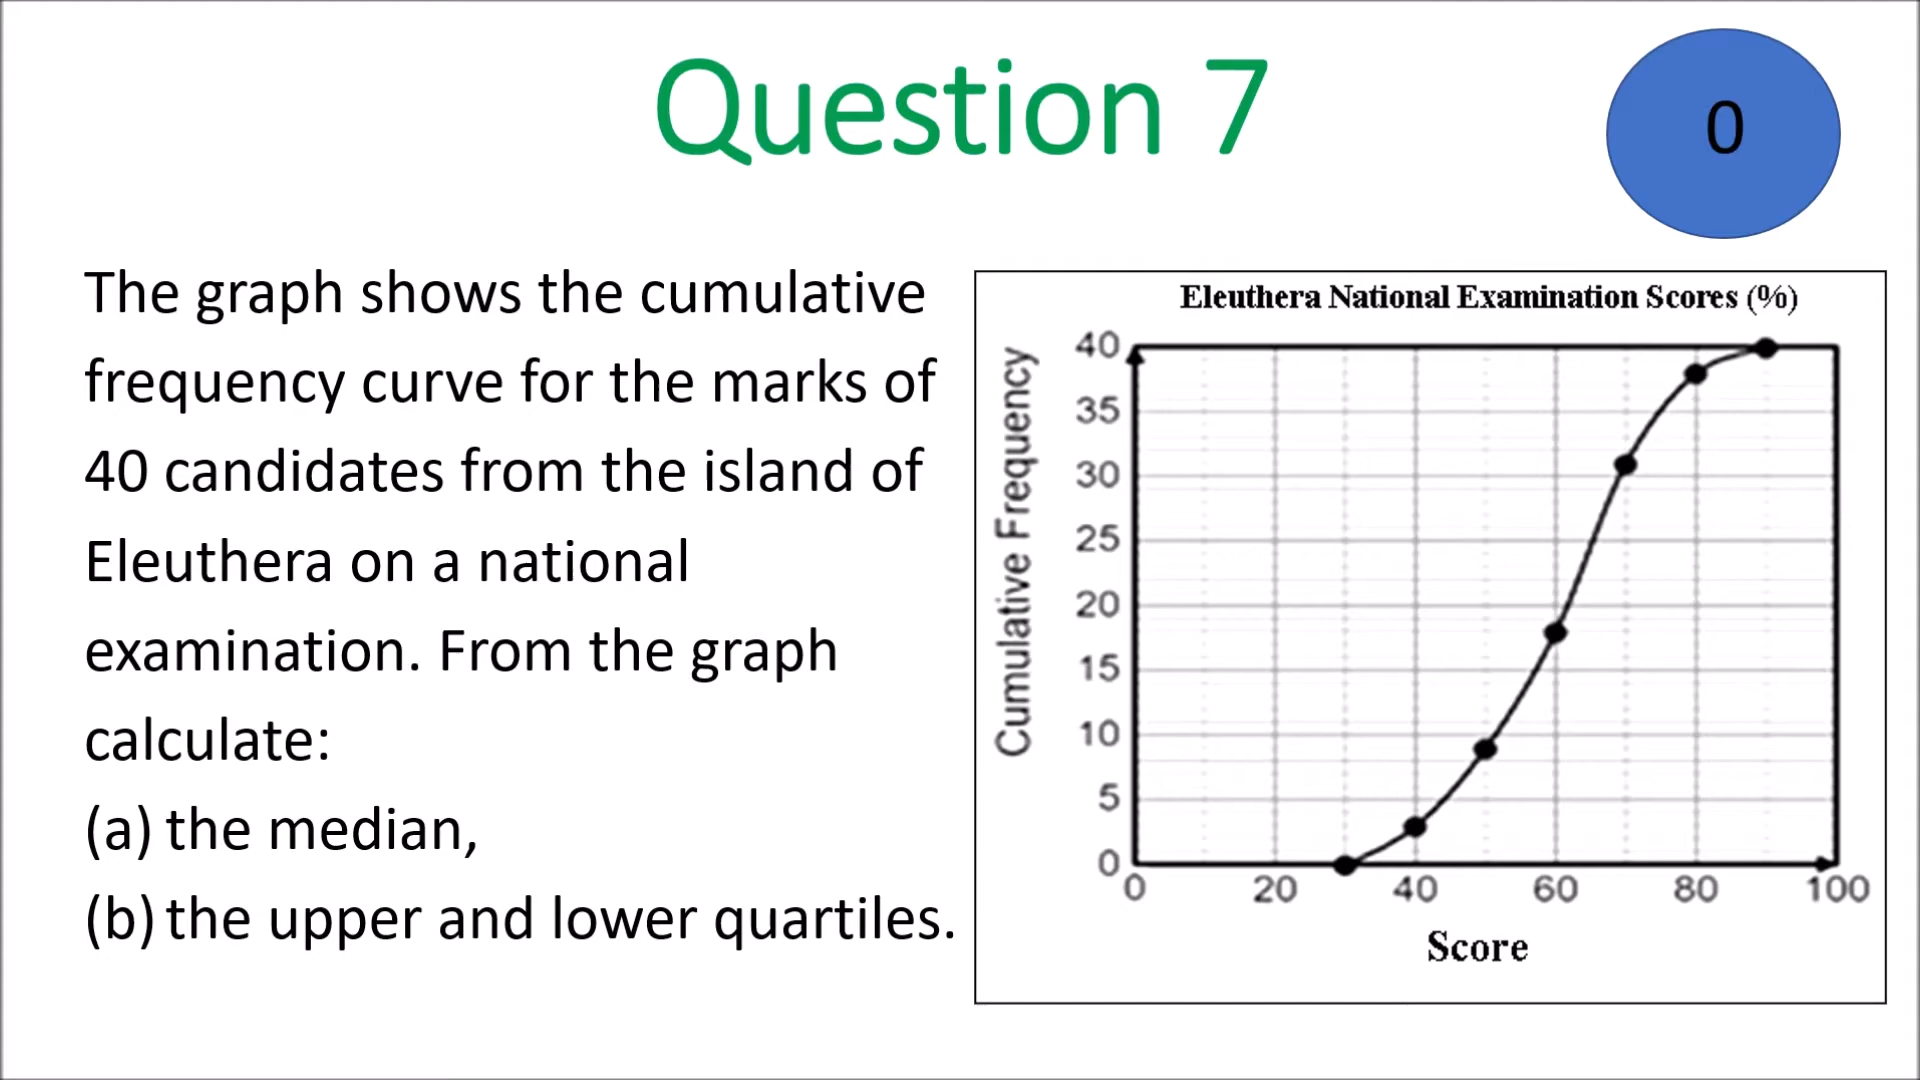 Question 7
0
The graph shows the cumulative
frequency curve for the marks of
40 candidates from the island of
Eleuthera on a national
examination. From the graph
calculate:
(a) the median,
(b) the upper and lower quartiles.
Eleuthera National Examination Scores (%)
Cumulative Frequency
40
35
30
25
20
15
10
5
0
0 20 40 60 80 100
Score